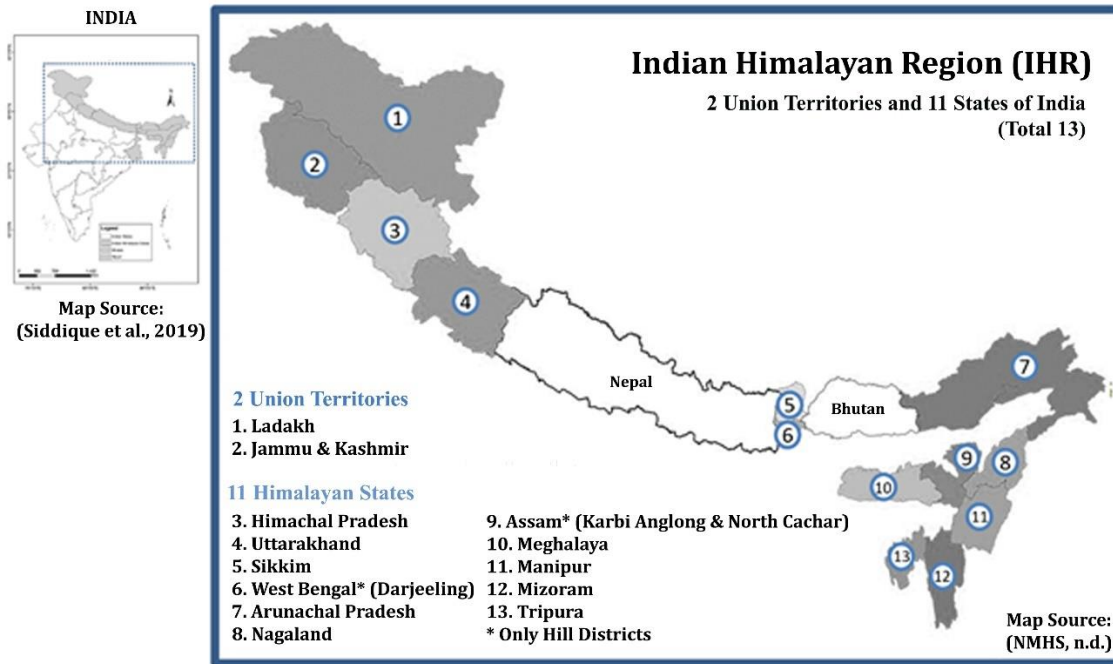 INDIA
Map Source:
(Siddique et al., 2019)
Indian Himalayan Region (IHR)
2 Union Territories and 11 States of India
(Total 13)
1
2
3
4
Nepal
5
6
Bhutan
7
8
9
10
11
12
13
2 Union Territories
1. Ladakh
2. Jammu & Kashmir
11 Himalayan States
3. Himachal Pradesh
4. Uttarakhand
5. Sikkim
6. West Bengal* (Darjeeling)
7. Arunachal Pradesh
8. Nagaland
9. Assam* (Karbi Anglong & North Cachar)
10. Meghalaya
11. Manipur
12. Mizoram
13. Tripura
* Only Hill Districts
Map Source:
(NMHS, n.d.)